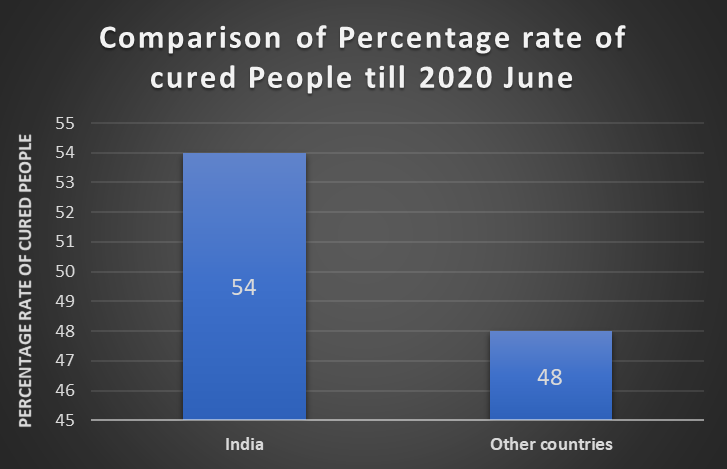 Comparison of Percentage rate of
cured People till 2020 June
PERCENTAGE RATE OF CURED PEOPLE
55
54
53
52
51
50
49
48
47
46
45
54
48
India
Other countries